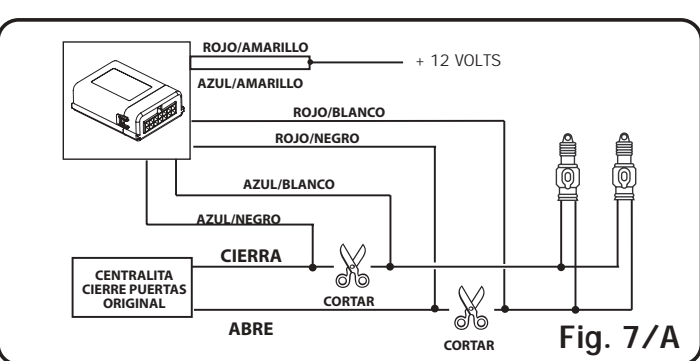 ROJO/AMARILLO
+ 12 VOLTS
AZUL/AMARILLO
ROJO/BLANCO
ROJO/NEGRO
AZUL/BLANCO
AZUL/NEGRO
CIERRA
CENTRALITA
CIERRE PUERTAS
ORIGINAL
CORTAR
ABRE
CORTAR
Fig. 7/A